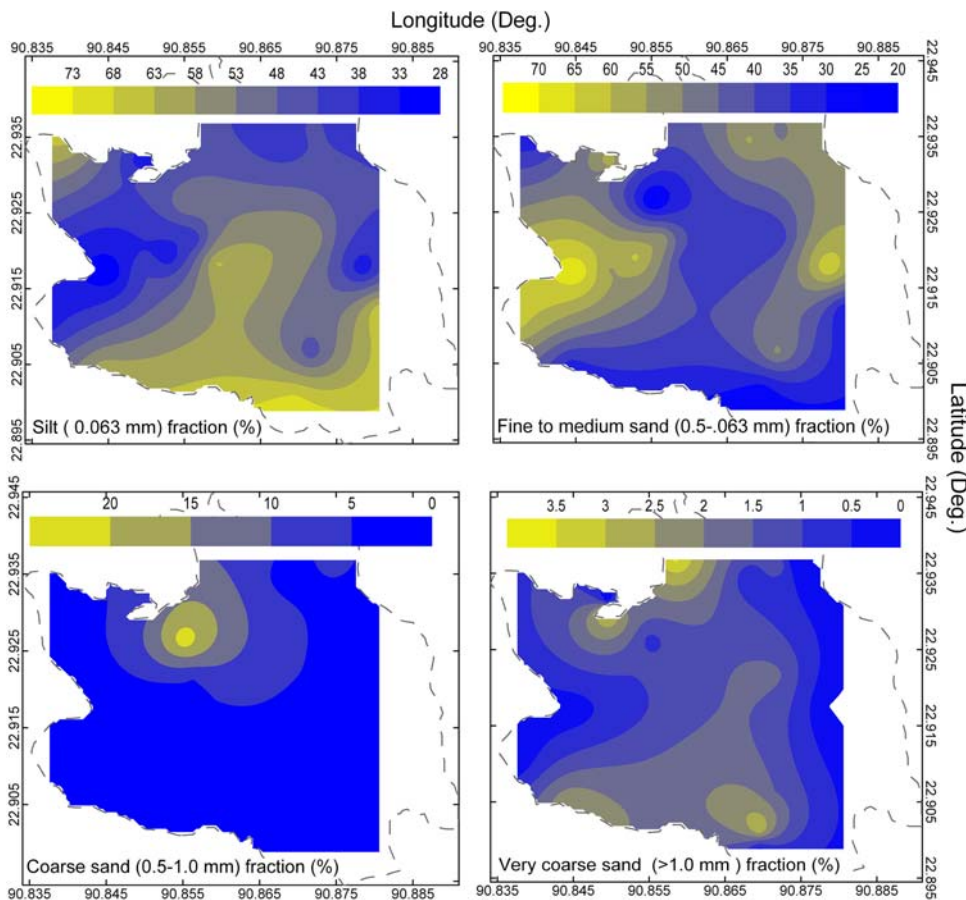 Longitude (Deg.)
90.835 90.845 90.855 90.865 90.875 90.885
90.835 90.845 90.855 90.865 90.875 90.885
73 68 63 58 53 48 43 38 33 28
22.935
22.925
22.915
22.905
22.895
Silt ( 0.063 mm) fraction (%)
70 65 60 55 50 45 40 35 32 27 20
22.945
22.935
22.925
22.915
22.905
22.895
Fine to medium sand (0.5-.063 mm) fraction (%)
Latitude (Deg.)
20 15 10 5 0
22.945
22.935
22.925
22.915
22.905
Coarse sand (0.5-1.0 mm) fraction (%)
3.5 3 2.5 2 1.5 1 0.5 0
22.945
22.935
22.925
22.915
22.905
22.895
Very coarse sand (>1.0 mm ) fraction (%)
90.835 90.845 90.855 90.865 90.875 90.885
90.835 90.845 90.855 90.865 90.875 90.885